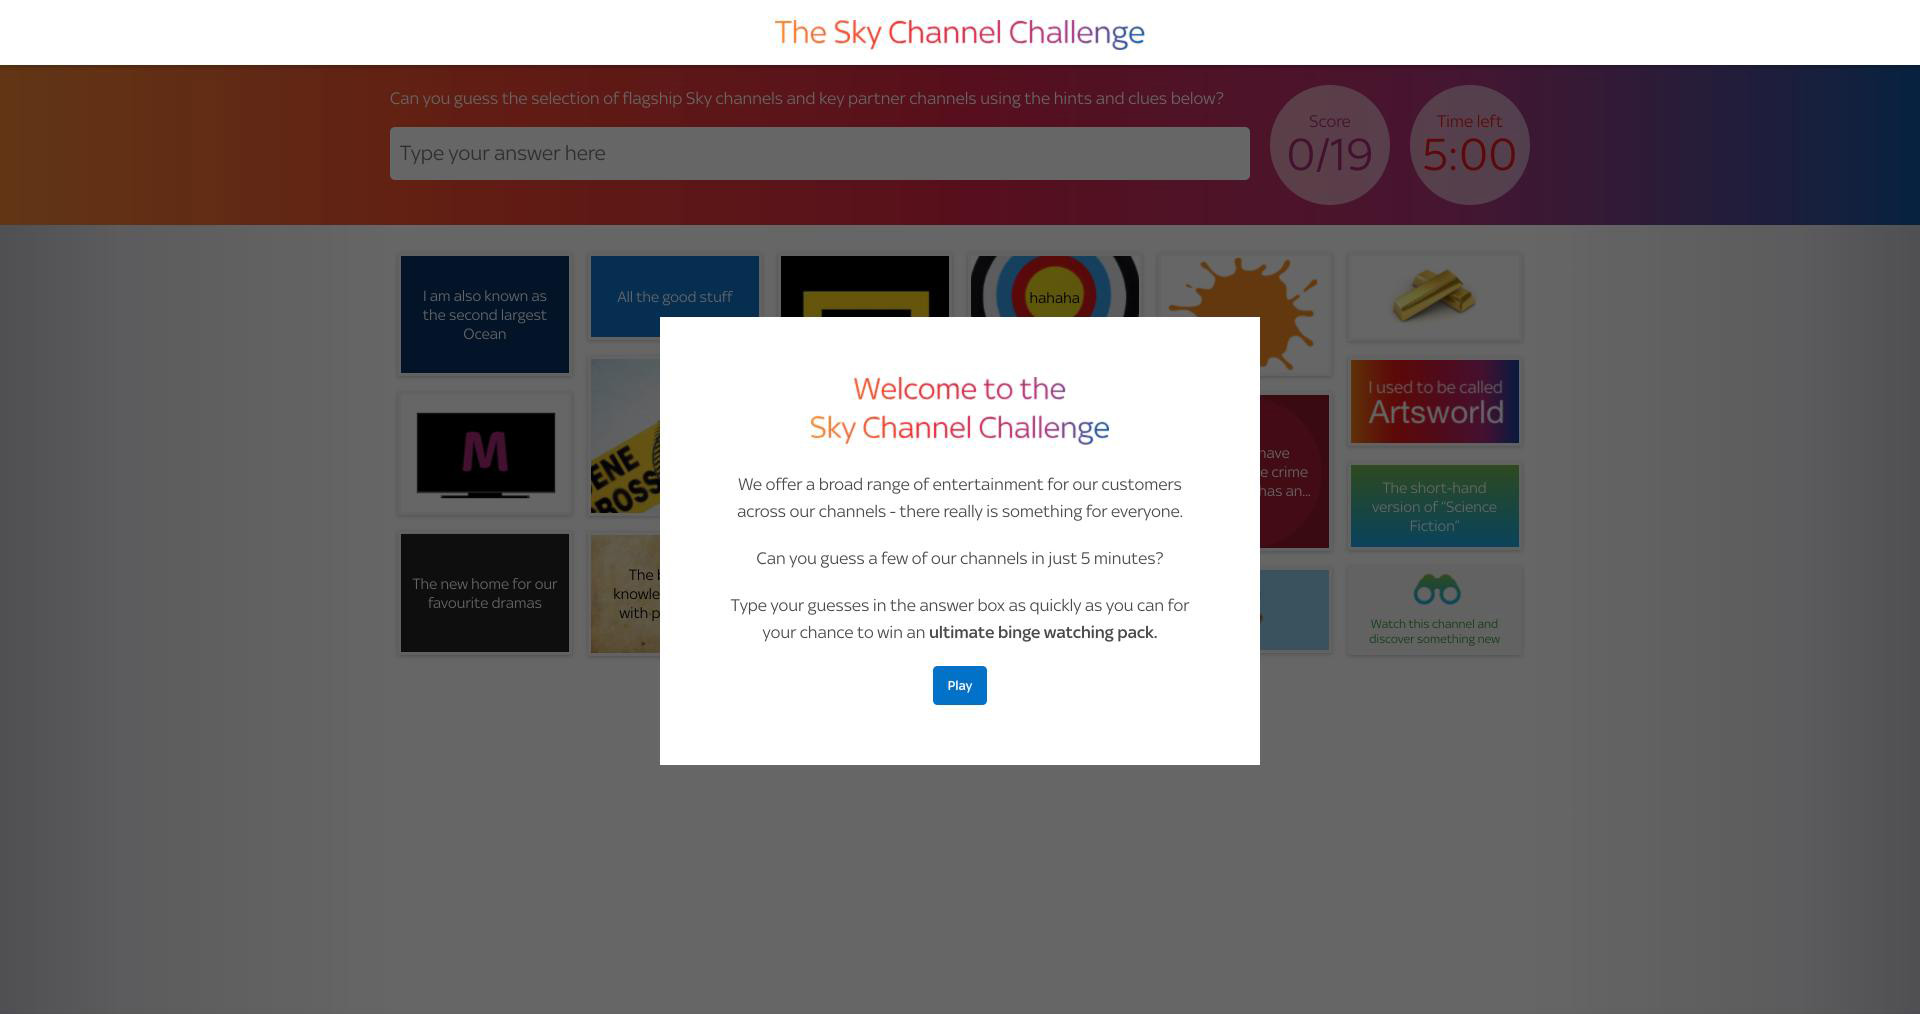 The Sky Channel Challenge
Can you guess the selection of flagship Sky channels and key partner channels using the hints and clues below?
Type your answer here
Score
0/19
Time left
5:00
I am also known as
the second largest
Ocean
All the good stuff
hahaha
M
I used to be called
Artsworld
have
e crime
has an...
The short-hand
version of "Science
Fiction"
The new home for our
favourite dramas
The b
knowle
with p
Watch this channel and
discover something new
Welcome to the
Sky Channel Challenge
We offer a broad range of entertainment for our customers
across our channels - there really is something for everyone.
Can you guess a few of our channels in just 5 minutes?
Type your guesses in the answer box as quickly as you can for
your chance to win an ultimate binge watching pack.
Play